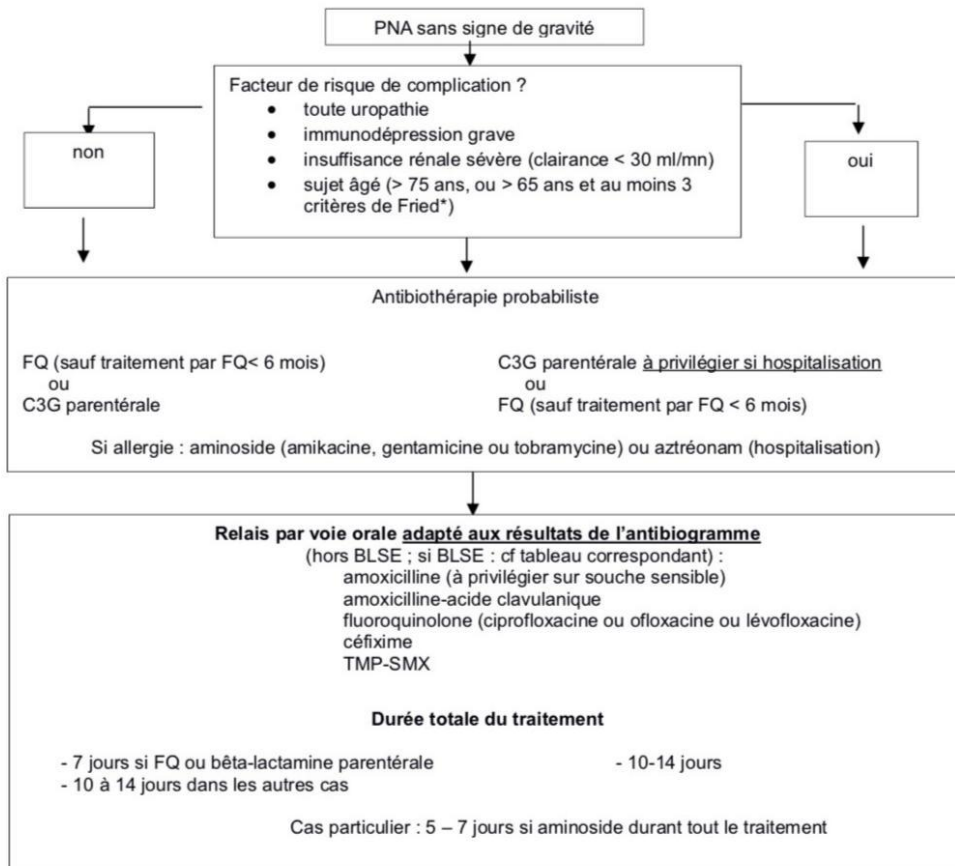 PNA sans signe de gravité
Facteur de risque de complication ?
• toute uropathie
• immunodépression grave
• insuffisance rénale sévère (clairance < 30 ml/mn)
• sujet âgé (> 75 ans, ou > 65 ans et au moins 3
critères de Fried*)
non
oui
Antibiothérapie probabiliste
FQ (sauf traitement par FQ< 6 mois)
ou
C3G parentérale
C3G parentérale à privilégier si hospitalisation
ou
FQ (sauf traitement par FQ < 6 mois)
Si allergie : aminoside (amikacine, gentamicine ou tobramycine) ou aztréonam (hospitalisation)
Relais par voie orale adapté aux résultats de l'antibiogramme
(hors BLSE ; si BLSE : cf tableau correspondant) :
amoxicilline (à privilégier sur souche sensible)
amoxicilline-acide clavulanique
fluoroquinolone (ciprofloxacine ou ofloxacine ou lévofloxacine)
céfixime
TMP-SMX
Durée totale du traitement
- 7 jours si FQ ou bêta-lactamine parentérale
- 10 à 14 jours dans les autres cas
- 10-14 jours
Cas particulier : 5 – 7 jours si aminoside durant tout le traitement